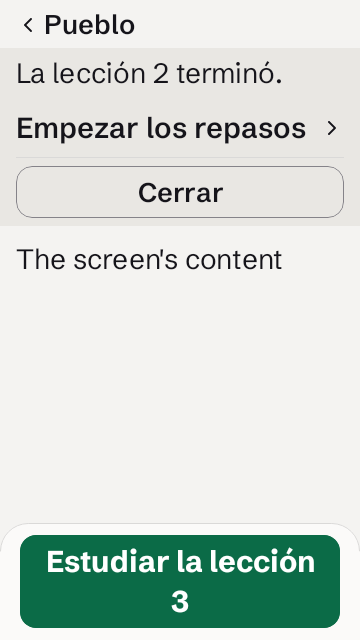 Pueblo
La lección 2 terminó.
Empezar los repasos
Cerrar
The screen's content
Estudiar la lección
3